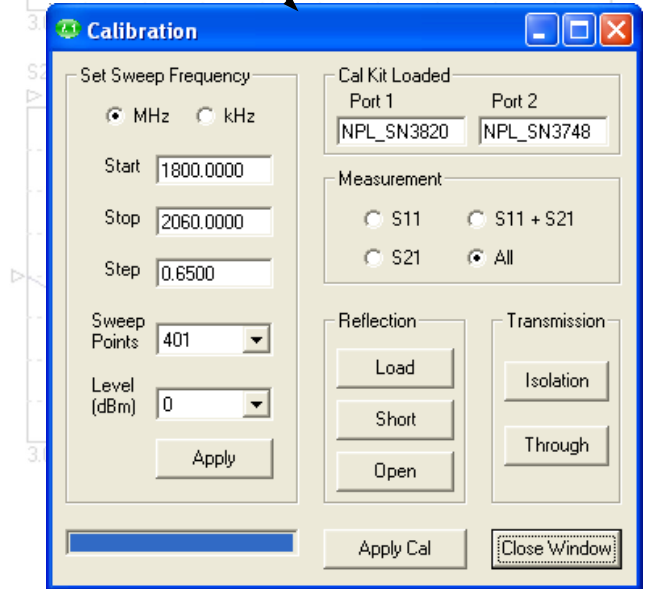 Calibration
Set Sweep Frequency
MHz kHz
Start 1800.0000
Stop 2060.0000
Step 0.6500
Sweep Points 401
Level (dBm) 0
Apply
Cal Kit Loaded
Port 1 Port 2
NPL_SN3820 NPL_SN3748
Measurement
S11 S11 + S21
S21 All
Reflection
Load
Short
Open
Transmission
Isolation
Through
Apply Cal
Close Window